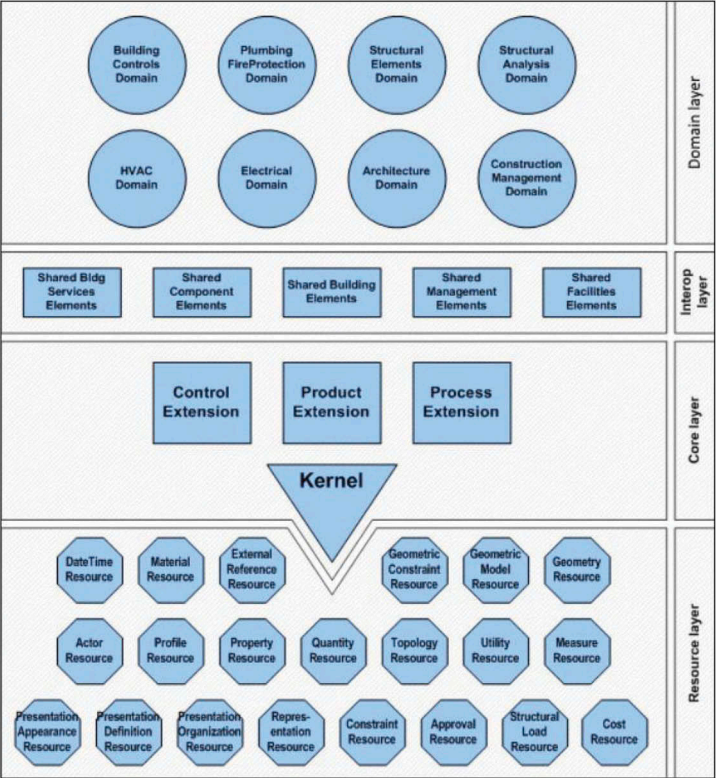 Building
Controls
Domain
Plumbing
FireProtection
Domain
Structural
Elements
Domain
Structural
Analysis
Domain
HVAC
Domain
Electrical
Domain
Architecture
Domain
Construction
Management
Domain
Domain layer
Shared Bldg
Services
Elements
Shared
Component
Elements
Shared Building
Elements
Shared
Management
Elements
Shared
Facilities
Elements
Interop
layer
Control
Extension
Product
Extension
Process
Extension
Kernel
Core layer
DateTime
Resource
Material
Resource
External
Reference
Resource
Geometric
Constraint
Resource
Geometric
Model
Resource
Geometry
Resource
Actor
Resource
Profile
Resource
Property
Resource
Quantity
Resource
Topology
Resource
Utility
Resource
Measure
Resource
Presentation
Appearance
Resource
Presentation
Definition
Resource
Presentation
Organization
Resource
Repres-
entation
Resource
Constraint
Resource
Approval
Resource
Structural
Load
Resource
Cost
Resource
Resource layer